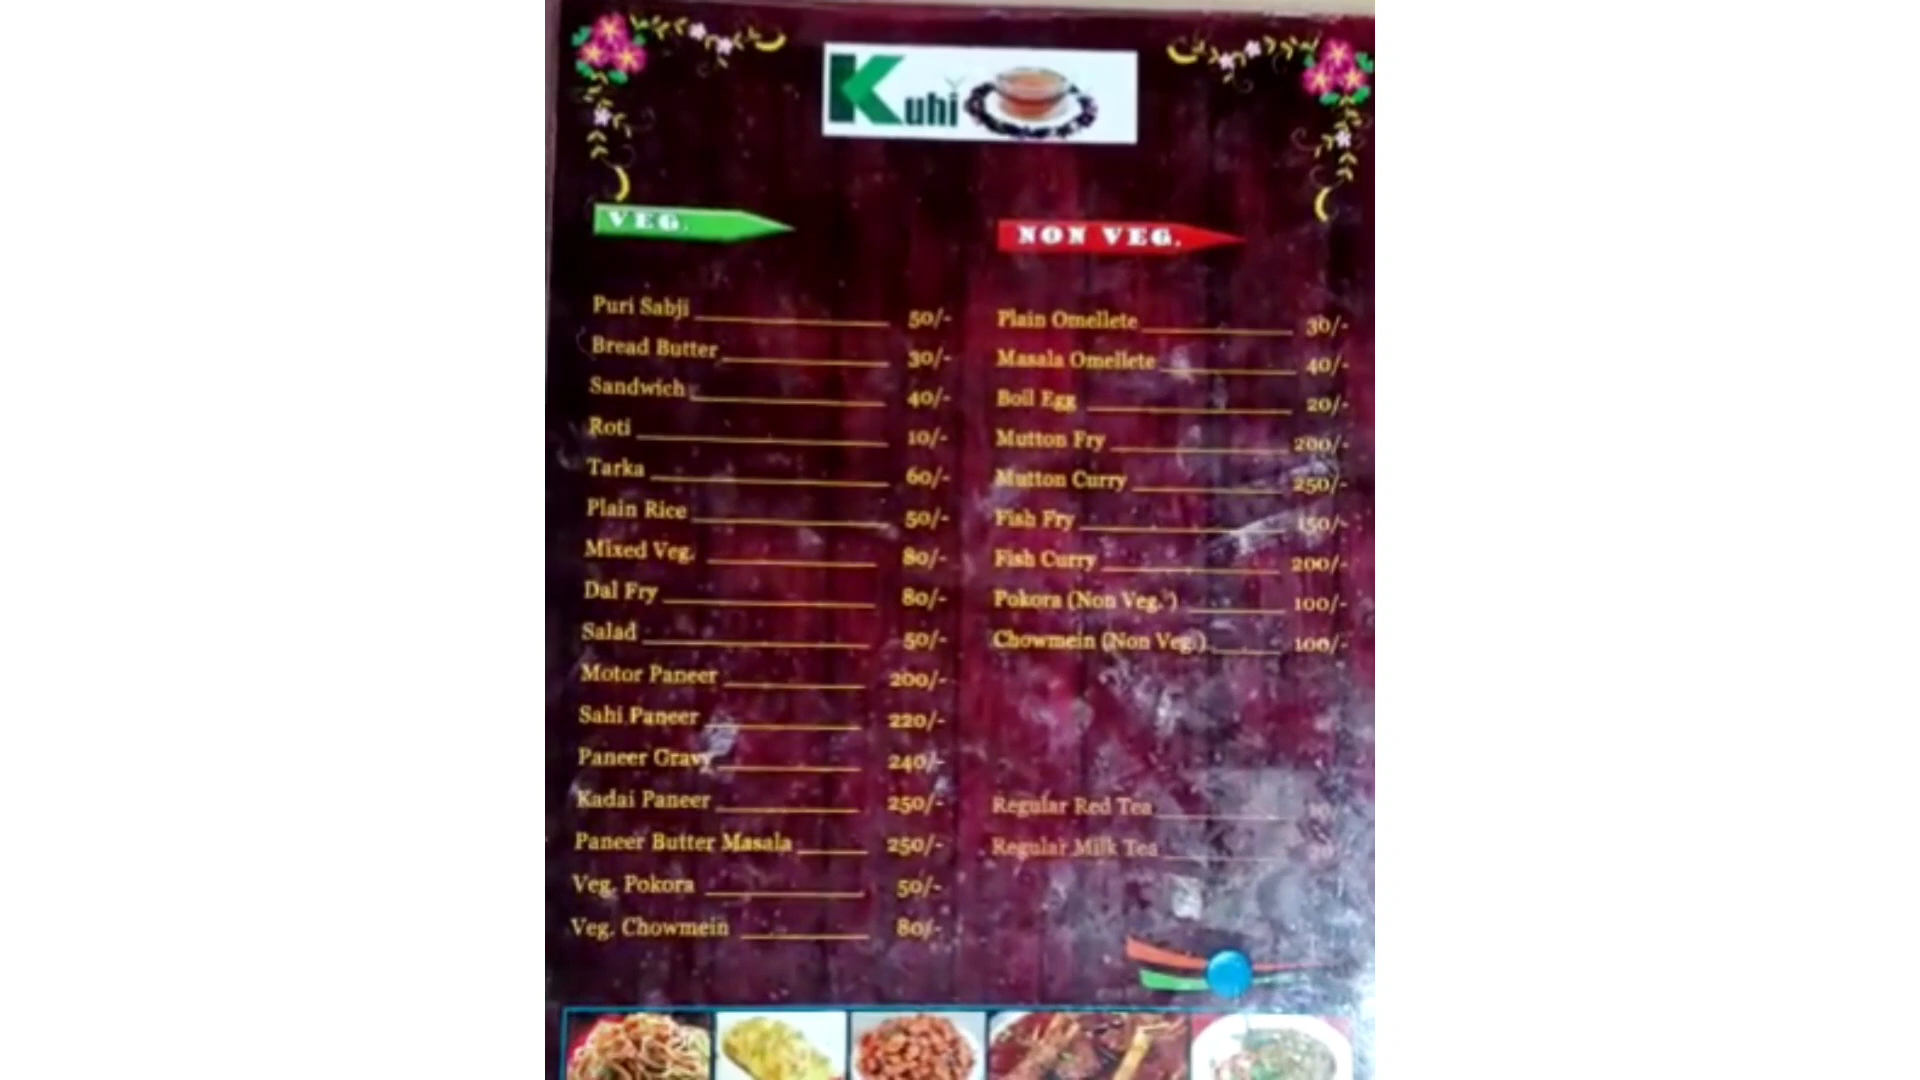 Kuhi
VEG.
Puri Sabji 50/-
Bread Butter 30/-
Sandwich 40/-
Roti 10/-
Tarka 60/-
Plain Rice 50/-
Mixed Veg. 80/-
Dal Fry 80/-
Salad 50/-
Motor Paneer 200/-
Sahi Paneer 220/-
Paneer Gravy 240/-
Kadai Paneer 250/-
Paneer Butter Masala 250/-
Veg. Pokora 50/-
Veg. Chowmein 80/-
NON VEG.
Plain Omellete 30/-
Masala Omellete 40/-
Boil Egg 20/-
Mutton Fry 200/-
Mutton Curry 250/-
Fish Fry 150/-
Fish Curry 200/-
Pokora (Non Veg.) 100/-
Chowmein (Non Veg.) 100/-
Regular Red Tea
Regular Milk Tea